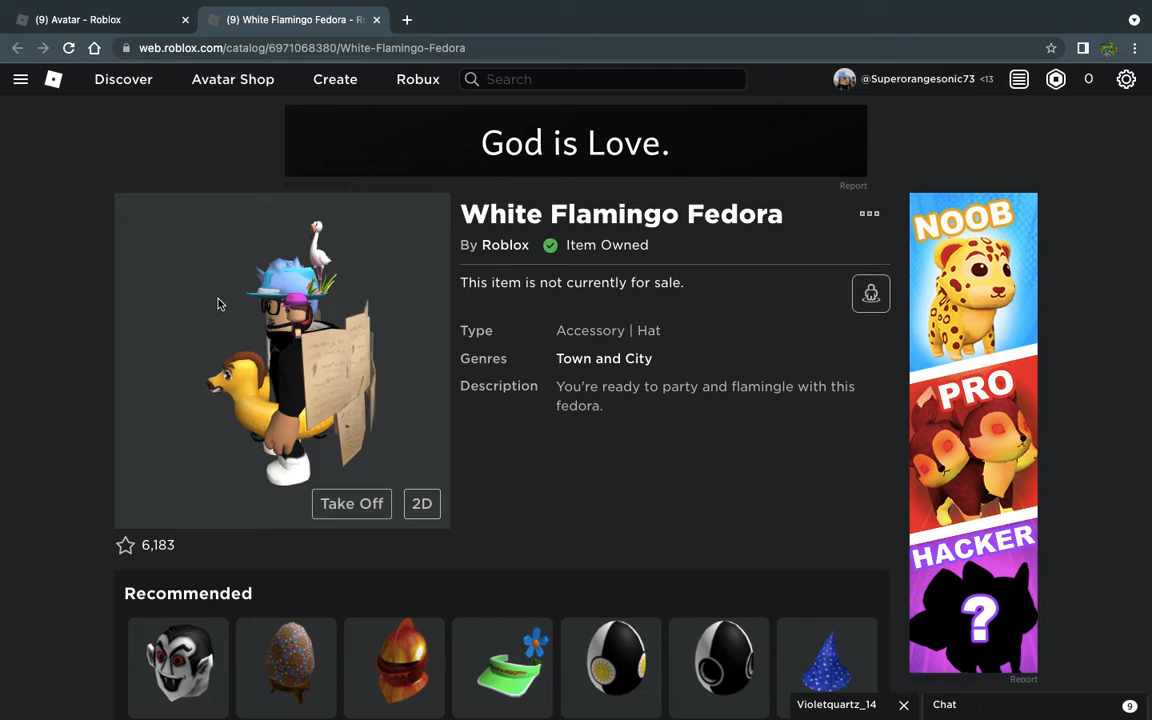 (9) Avatar - Roblox
(9) White Flamingo Fedora - Ro
web.roblox.com/catalog/6971068380/White-Flamingo-Fedora
Discover
Avatar Shop
Create
Robux
Search
@Superorangesonic73 <13
0
God is Love.
Report
White Flamingo Fedora
By Roblox
Item Owned
This item is not currently for sale.
Type
Accessory | Hat
Genres
Town and City
Description
You're ready to party and flamingle with this
fedora.
Take Off
2D
6,183
NOOB
PRO
HACKER
?
Report
Recommended
Violetquartz_14
Chat
9